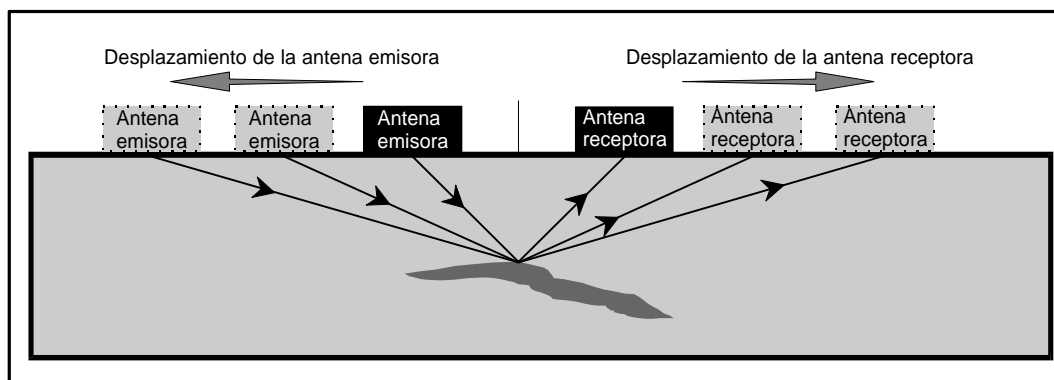 Desplazamiento de la antena emisora
Desplazamiento de la antena receptora
Antena
emisora
Antena
emisora
Antena
emisora
Antena
receptora
Antena
receptora
Antena
receptora